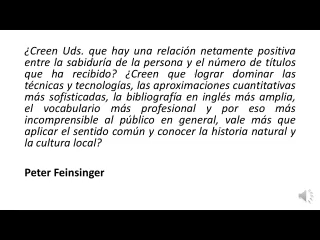 ¿Creen Uds. que hay una relación netamente positiva
entre la sabiduría de la persona y el número de títulos
que ha recibido? ¿Creen que lograr dominar las
técnicas y tecnologías, las aproximaciones cuantitativas
más sofisticadas, la bibliografía en inglés más amplia,
el vocabulario más profesional y por eso más
incomprensible al público en general, vale más que
aplicar el sentido común y conocer la historia natural y
la cultura local?
Peter Feinsinger